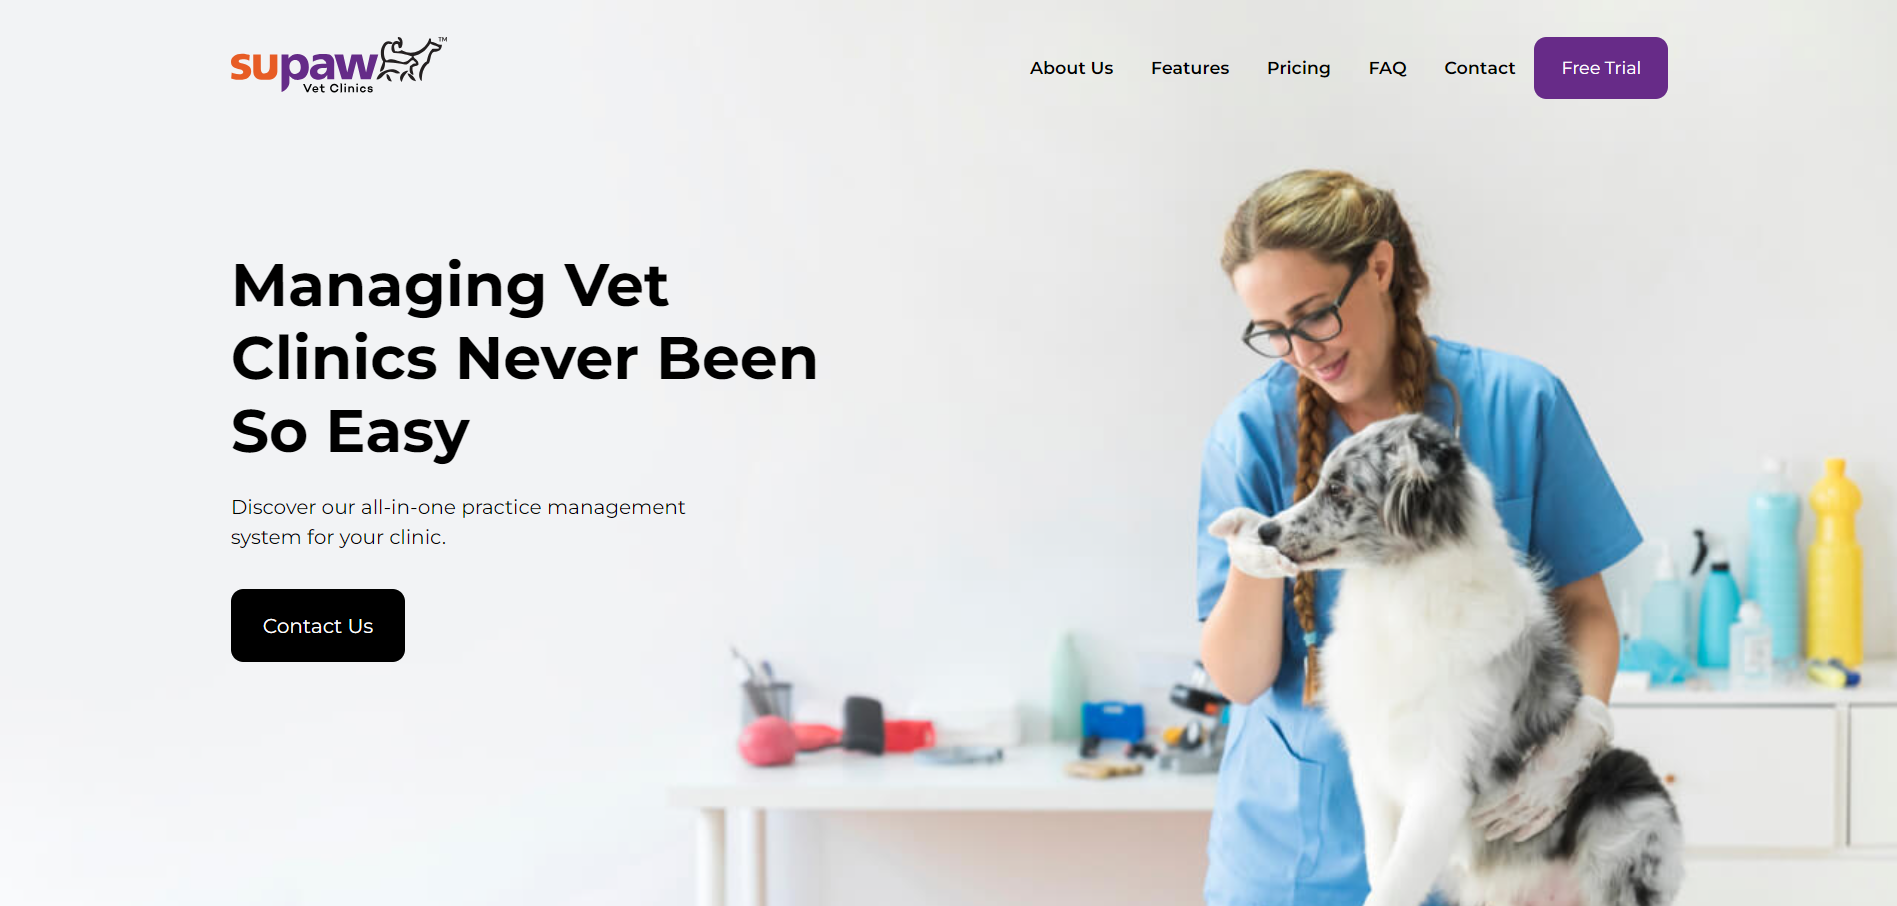 supaw™
Vet Clinics
About Us
Features
Pricing
FAQ
Contact
Free Trial
Managing Vet
Clinics Never Been
So Easy
Discover our all-in-one practice management
system for your clinic.
Contact Us